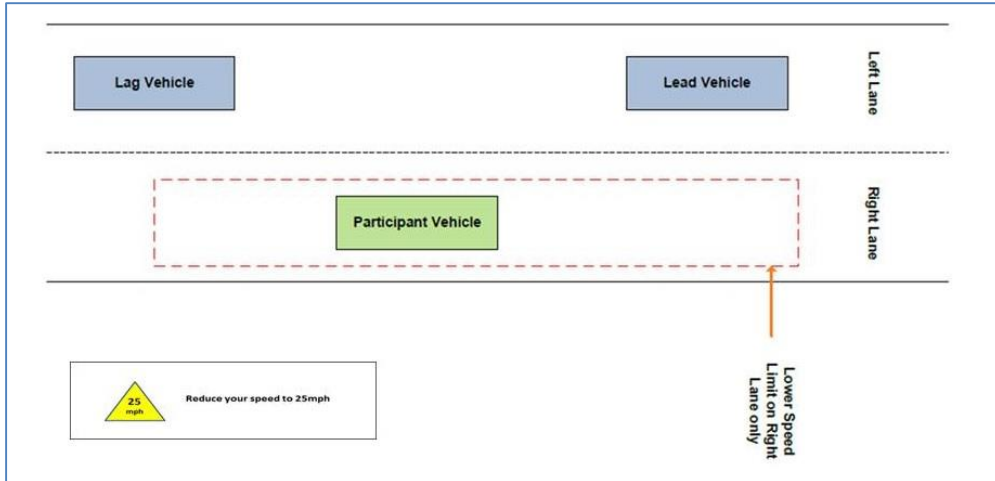 Lag Vehicle
Lead Vehicle
Left Lane
Participant Vehicle
Right Lane
Lower Speed
Limit on Right
Lane only
25
mph
Reduce your speed to 25mph